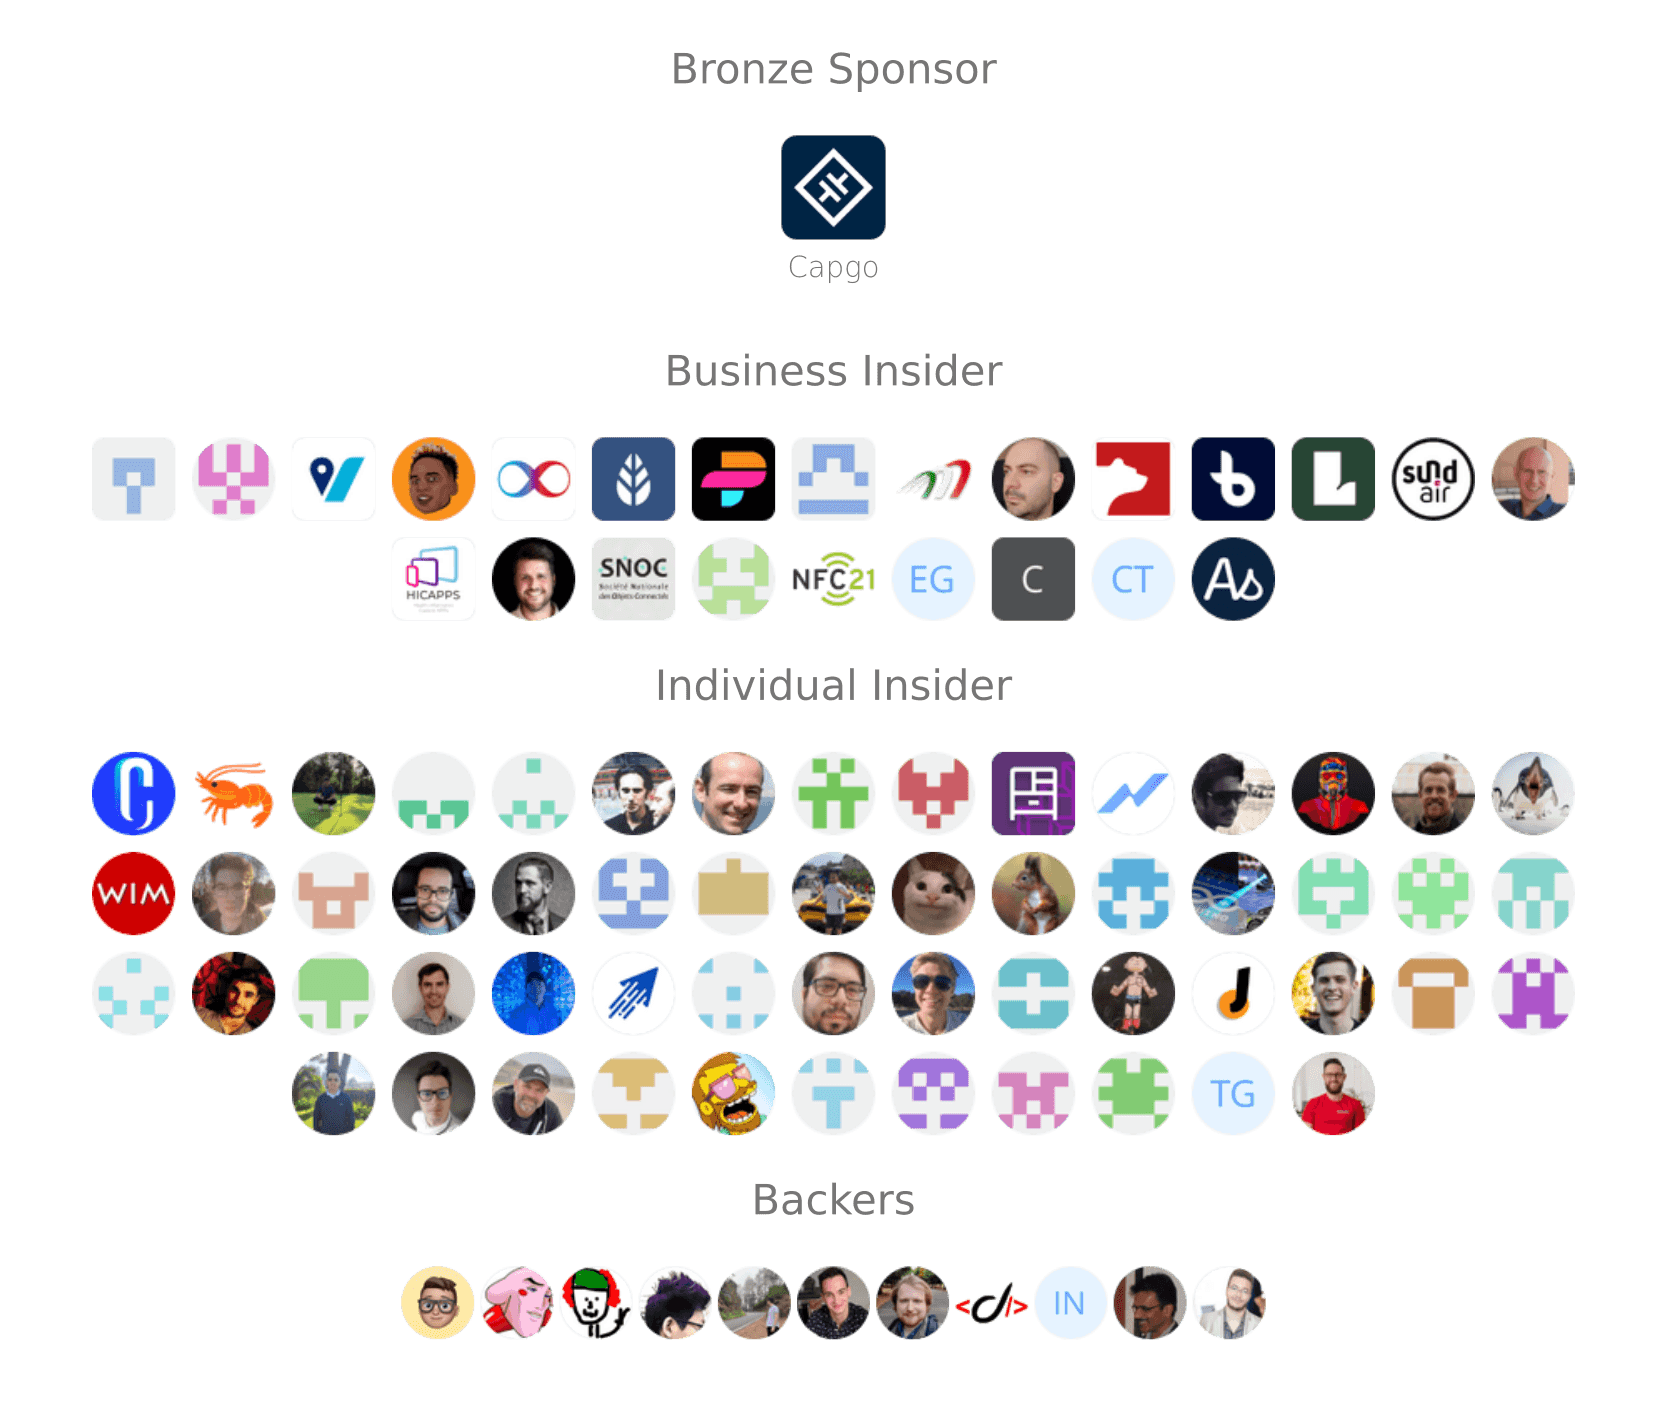 Bronze Sponsor
Capgo
Business Insider
sund
air
HICAPPS
SNOC
Société Nationale
des Objets Connectés
NFC21
EG
C
CT
As
Individual Insider
C
WIM
TG
Backers
</>
IN